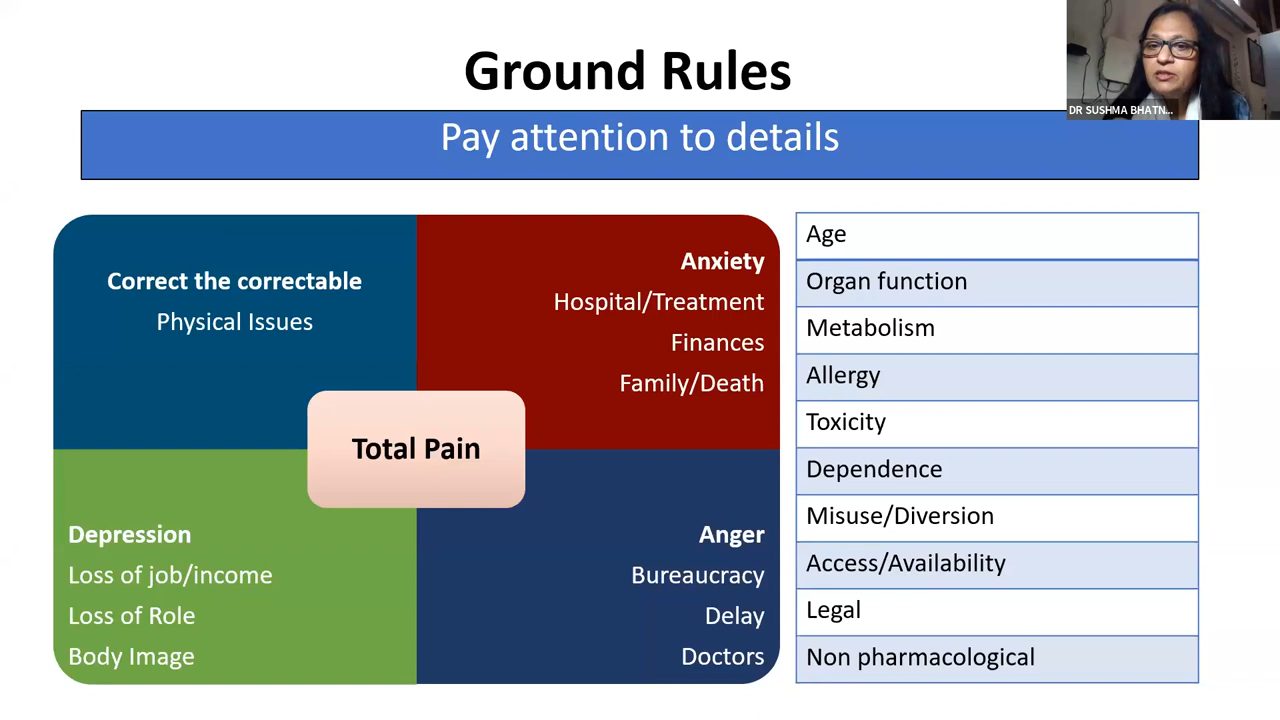 Ground Rules
DR SUSHMA BHATN...
Pay attention to details
Correct the correctable
Physical Issues
Anxiety
Hospital/Treatment
Finances
Family/Death
Total Pain
Depression
Loss of job/income
Loss of Role
Body Image
Anger
Bureaucracy
Delay
Doctors
Age
Organ function
Metabolism
Allergy
Toxicity
Dependence
Misuse/Diversion
Access/Availability
Legal
Non pharmacological